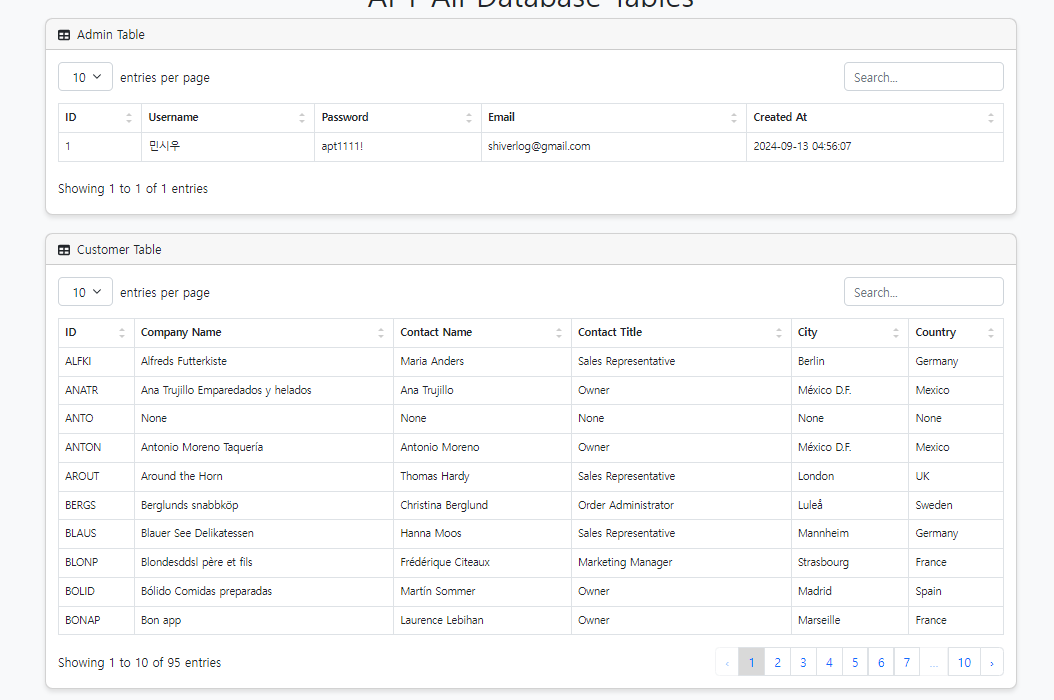 API All Database Tables
Admin Table
10 entries per page Search...
ID Username Password Email Created At
1 민시우 apt1111! shiverlog@gmail.com 2024-09-13 04:56:07
Showing 1 to 1 of 1 entries
Customer Table
10 entries per page Search...
ID Company Name Contact Name Contact Title City Country
ALFKI Alfreds Futterkiste Maria Anders Sales Representative Berlin Germany
ANATR Ana Trujillo Emparedados y helados Ana Trujillo Owner México D.F. Mexico
ANTO None None None None None
ANTON Antonio Moreno Taquería Antonio Moreno Owner México D.F. Mexico
AROUT Around the Horn Thomas Hardy Sales Representative London UK
BERGS Berglunds snabbköp Christina Berglund Order Administrator Luleå Sweden
BLAUS Blauer See Delikatessen Hanna Moos Sales Representative Mannheim Germany
BLONP Blondesddsl père et fils Frédérique Citeaux Marketing Manager Strasbourg France
BOLID Bólido Comidas preparadas Martín Sommer Owner Madrid Spain
BONAP Bon app Laurence Lebihan Owner Marseille France
Showing 1 to 10 of 95 entries ‹ 1 2 3 4 5 6 7 ... 10 ›